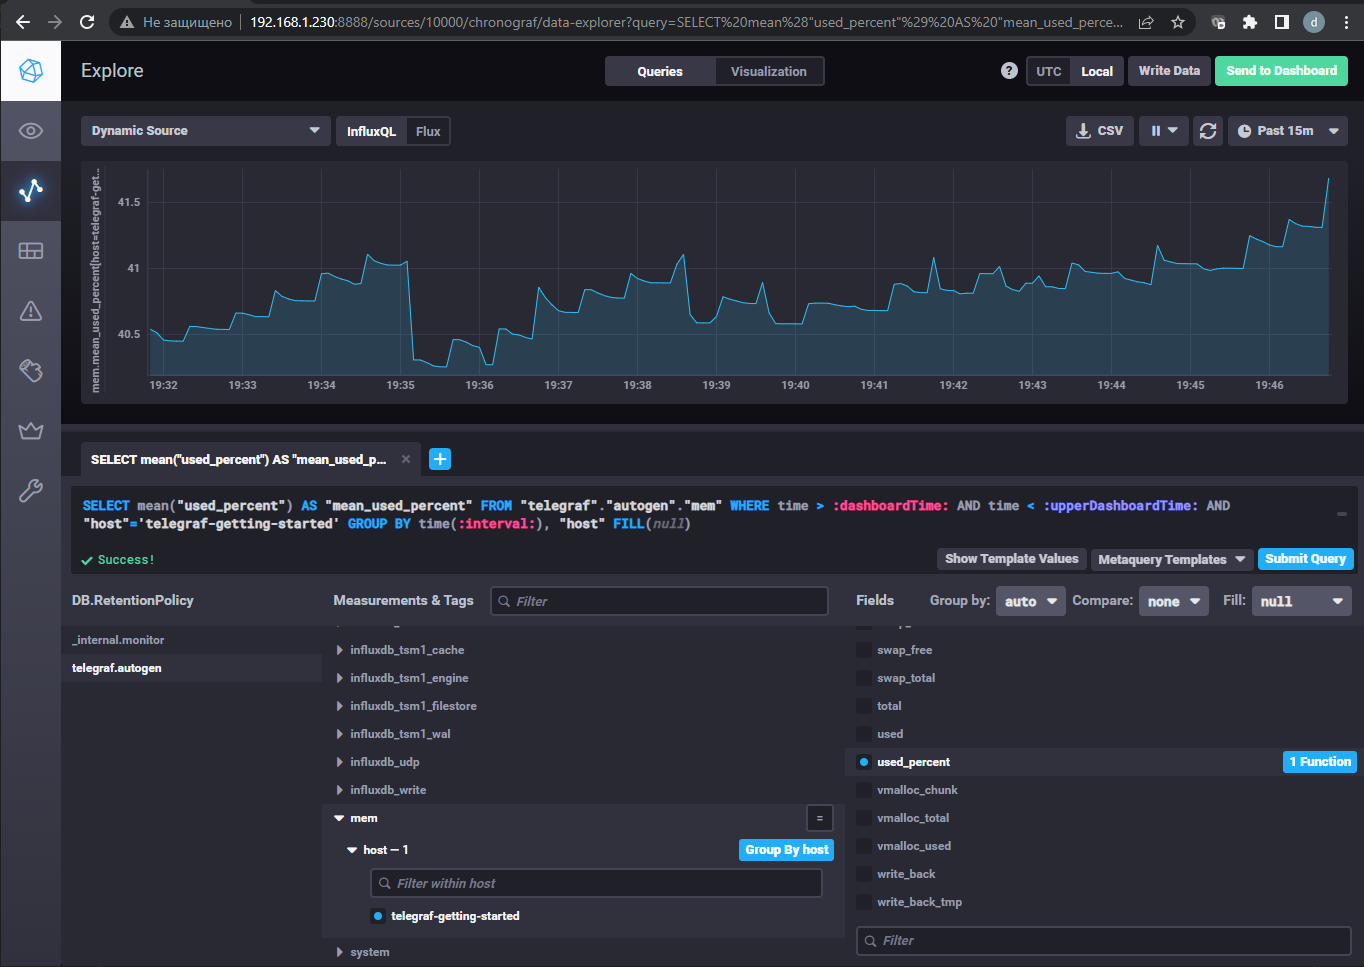 Не защищено
192.168.1.230:8888/sources/10000/chronograf/data-explorer?query=SELECT%20mean%28"used_percent"%29%20AS%20"mean_used_perce...
d
Explore
Queries
Visualization
?
UTC
Local
Write Data
Send to Dashboard
Dynamic Source
InfluxQL
Flux
CSV
Past 15m
mem.mean_used_percent[host=telegraf-get...
41.5
41
40.5
19:32 19:33 19:34 19:35 19:36 19:37 19:38 19:39 19:40 19:41 19:42 19:43 19:44 19:45 19:46
SELECT mean("used_percent") AS "mean_used_p...
SELECT mean("used_percent") AS "mean_used_percent" FROM "telegraf"."autogen"."mem" WHERE time > :dashboardTime: AND time < :upperDashboardTime: AND
"host"='telegraf-getting-started' GROUP BY time(:interval:), "host" FILL(null)
Success!
Show Template Values
Metaquery Templates
Submit Query
DB.RetentionPolicy
Measurements & Tags
Filter
Fields
Group by:
auto
Compare:
none
Fill:
null
_internal.monitor
telegraf.autogen
influxdb_tsm1_cache
influxdb_tsm1_engine
influxdb_tsm1_filestore
influxdb_tsm1_wal
influxdb_udp
influxdb_write
mem
=
host — 1
Group By host
Filter within host
telegraf-getting-started
system
swap_free
swap_total
total
used
used_percent
1 Function
vmalloc_chunk
vmalloc_total
vmalloc_used
write_back
write_back_tmp
Filter